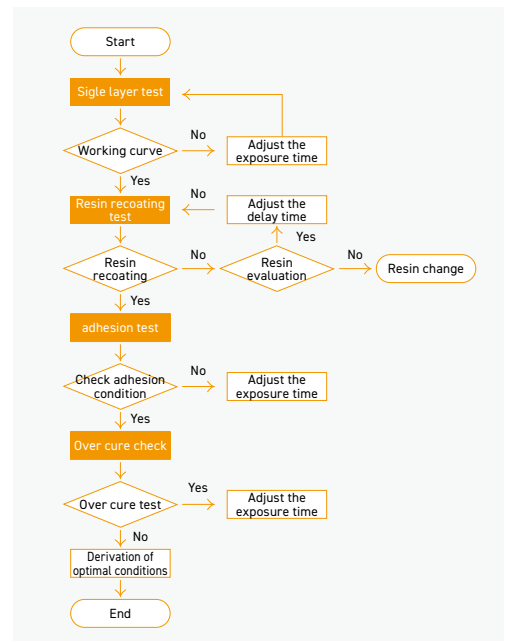 Start
Sigle layer test
Working curve
No
Adjust the
exposure time
Yes
Resin recoating
test
No
Adjust the
delay time
Yes
Resin
recoating
No
Resin
evaluation
No
Resin change
Yes
adhesion test
Check adhesion
condition
No
Adjust the
exposure time
Yes
Over cure check
Over cure test
Yes
Adjust the
exposure time
No
Derivation of
optimal conditions
End